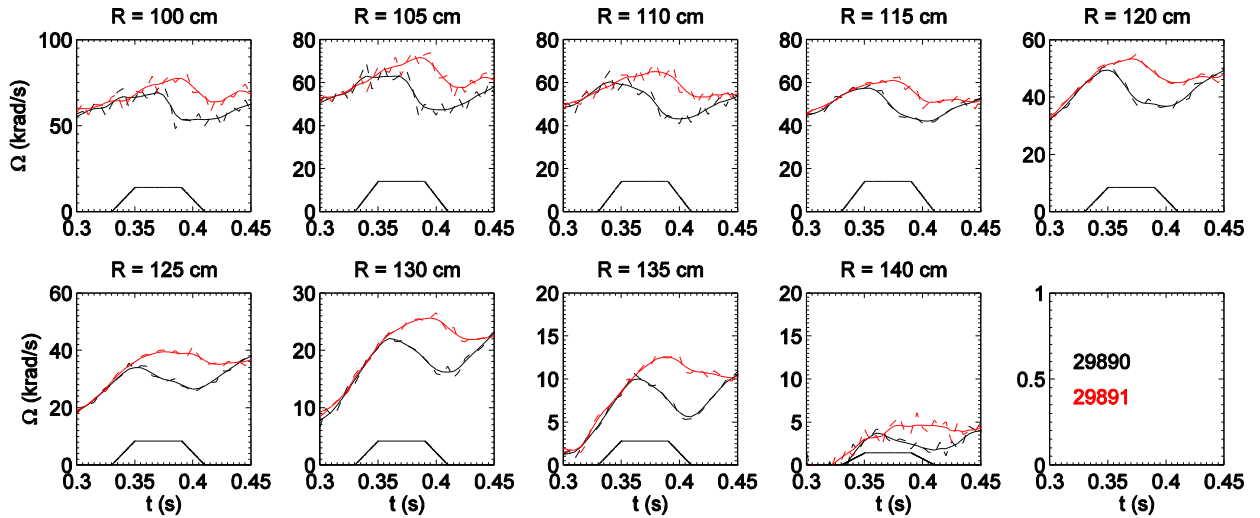 R = 100 cm
R = 105 cm
R = 110 cm
R = 115 cm
R = 120 cm
Ω (krad/s)
100
50
0
0.3 0.35 0.4 0.45
80
60
40
20
0
0.3 0.35 0.4 0.45
80
60
40
20
0
0.3 0.35 0.4 0.45
80
60
40
20
0
0.3 0.35 0.4 0.45
60
40
20
0
0.3 0.35 0.4 0.45
R = 125 cm
R = 130 cm
R = 135 cm
R = 140 cm
Ω (krad/s)
60
40
20
0
0.3 0.35 0.4 0.45
t (s)
30
20
10
0
0.3 0.35 0.4 0.45
t (s)
20
15
10
5
0
0.3 0.35 0.4 0.45
t (s)
20
15
10
5
0
0.3 0.35 0.4 0.45
t (s)
1
0.5
0
0.3 0.35 0.4 0.45
t (s)
29890
29891